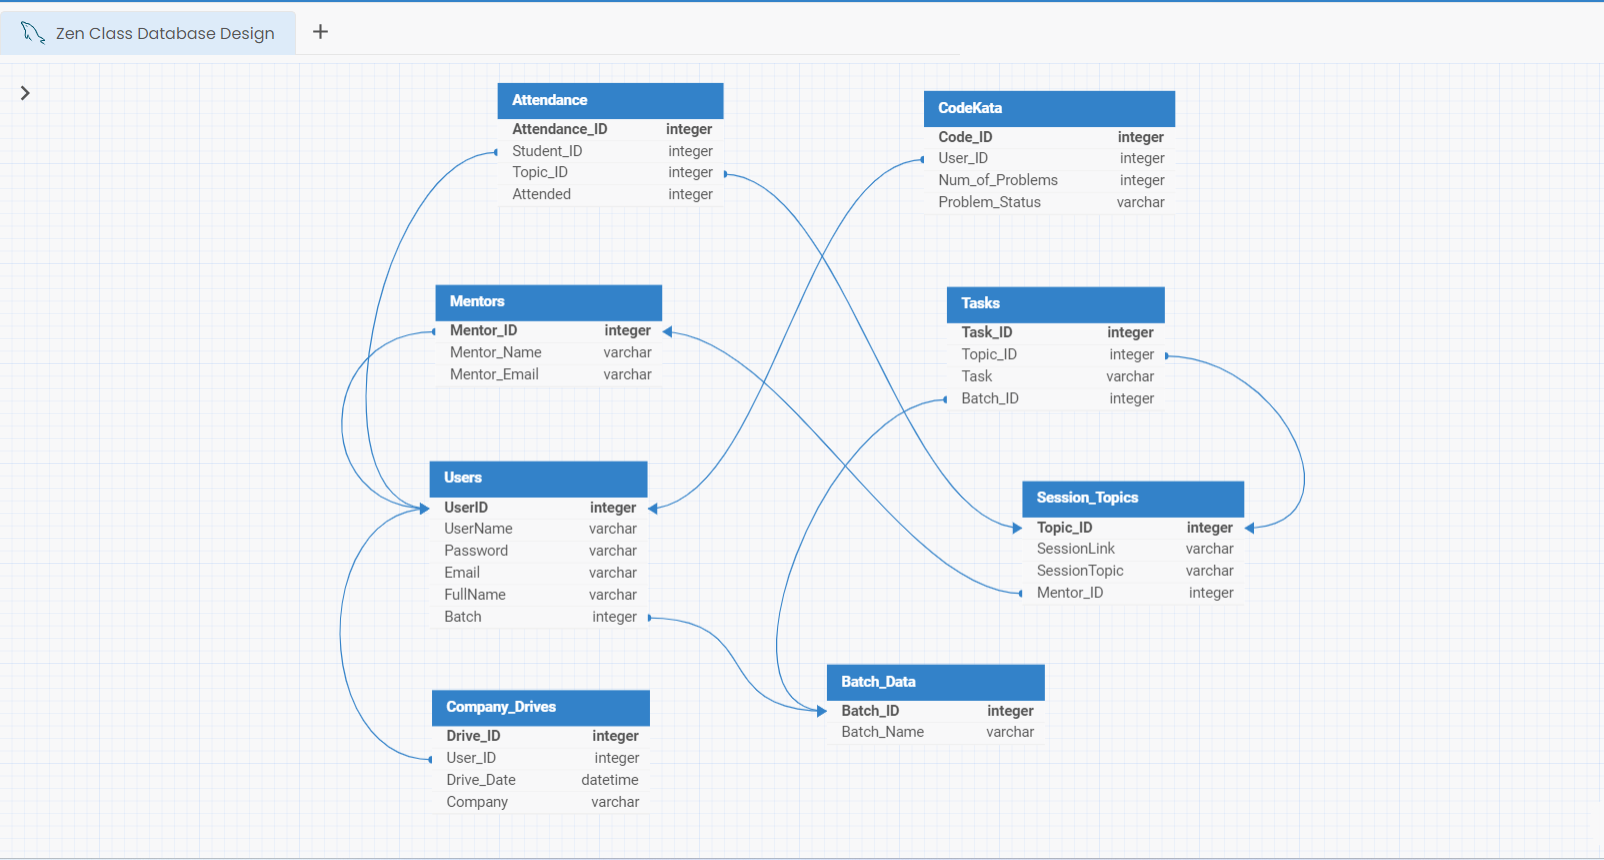 Zen Class Database Design +
Attendance
Attendance_ID integer
Student_ID integer
Topic_ID integer
Attended integer
CodeKata
Code_ID integer
User_ID integer
Num_of_Problems integer
Problem_Status varchar
Mentors
Mentor_ID integer
Mentor_Name varchar
Mentor_Email varchar
Tasks
Task_ID integer
Topic_ID integer
Task varchar
Batch_ID integer
Users
UserID integer
UserName varchar
Password varchar
Email varchar
FullName varchar
Batch integer
Session_Topics
Topic_ID integer
SessionLink varchar
SessionTopic varchar
Mentor_ID integer
Company_Drives
Drive_ID integer
User_ID integer
Drive_Date datetime
Company varchar
Batch_Data
Batch_ID integer
Batch_Name varchar